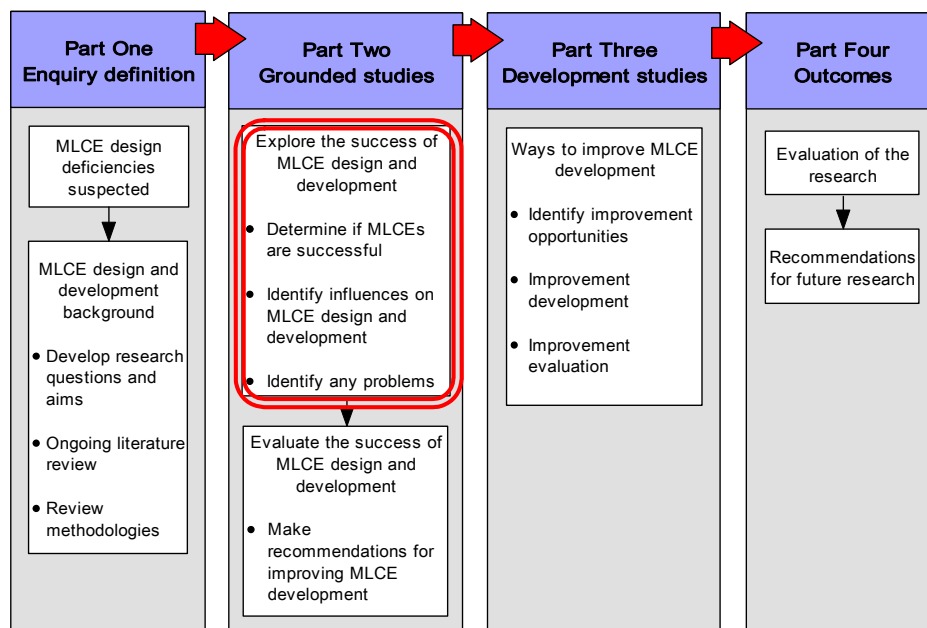 Part One
Enquiry definition
MLCE design
deficiencies
suspected
MLCE design and
development
background
• Develop research
questions and
aims
• Ongoing literature
review
• Review
methodologies
Part Two
Grounded studies
Explore the success of
MLCE design and
development
• Determine if MLCEs
are successful
• Identify influences on
MLCE design and
development
• Identify any problems
Evaluate the success of
MLCE design and
development
• Make
recommendations for
improving MLCE
development
Part Three
Development studies
Ways to improve MLCE
development
• Identify improvement
opportunities
• Improvement
development
• Improvement
evaluation
Part Four
Outcomes
Evaluation of the
research
Recommendations
for future research